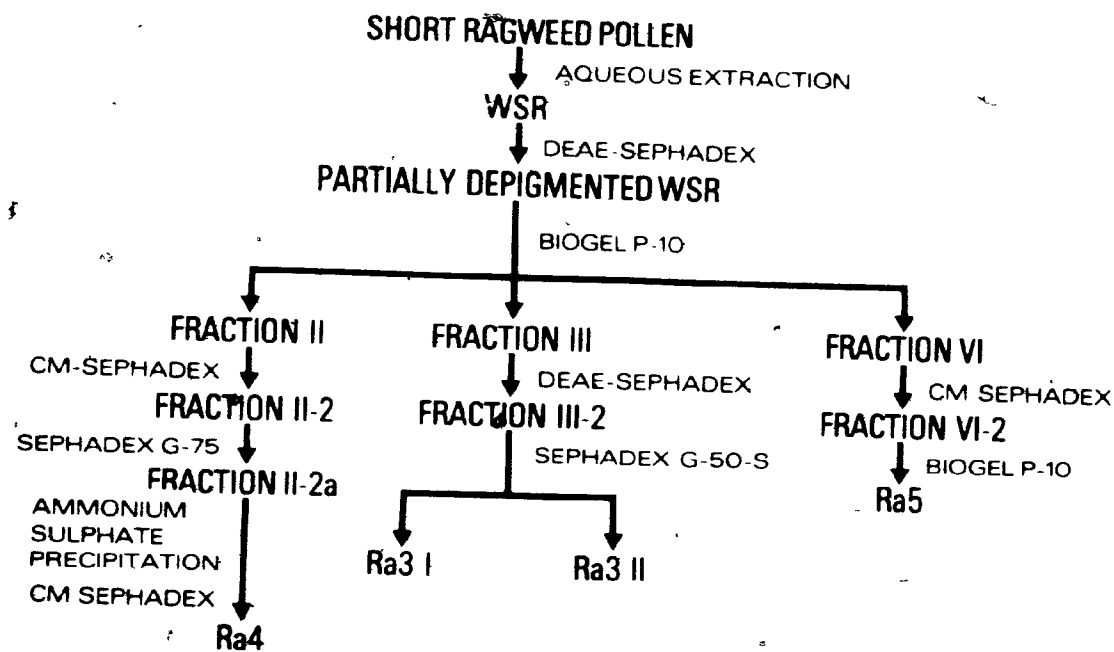 SHORT RAGWEED POLLEN
AQUEOUS EXTRACTION
WSR
DEAE-SEPHADEX
PARTIALLY DEPIGMENTED WSR
BIOGEL P-10
FRACTION II
FRACTION III
FRACTION VI
CM-SEPHADEX
DEAE-SEPHADEX
CM SEPHADEX
FRACTION II-2
FRACTION III-2
FRACTION VI-2
SEPHADEX G-75
SEPHADEX G-50-S
BIOGEL P-10
FRACTION II-2a
Ra5
AMMONIUM
SULPHATE
PRECIPITATION
Ra3 I
Ra3 II
CM SEPHADEX
Ra4